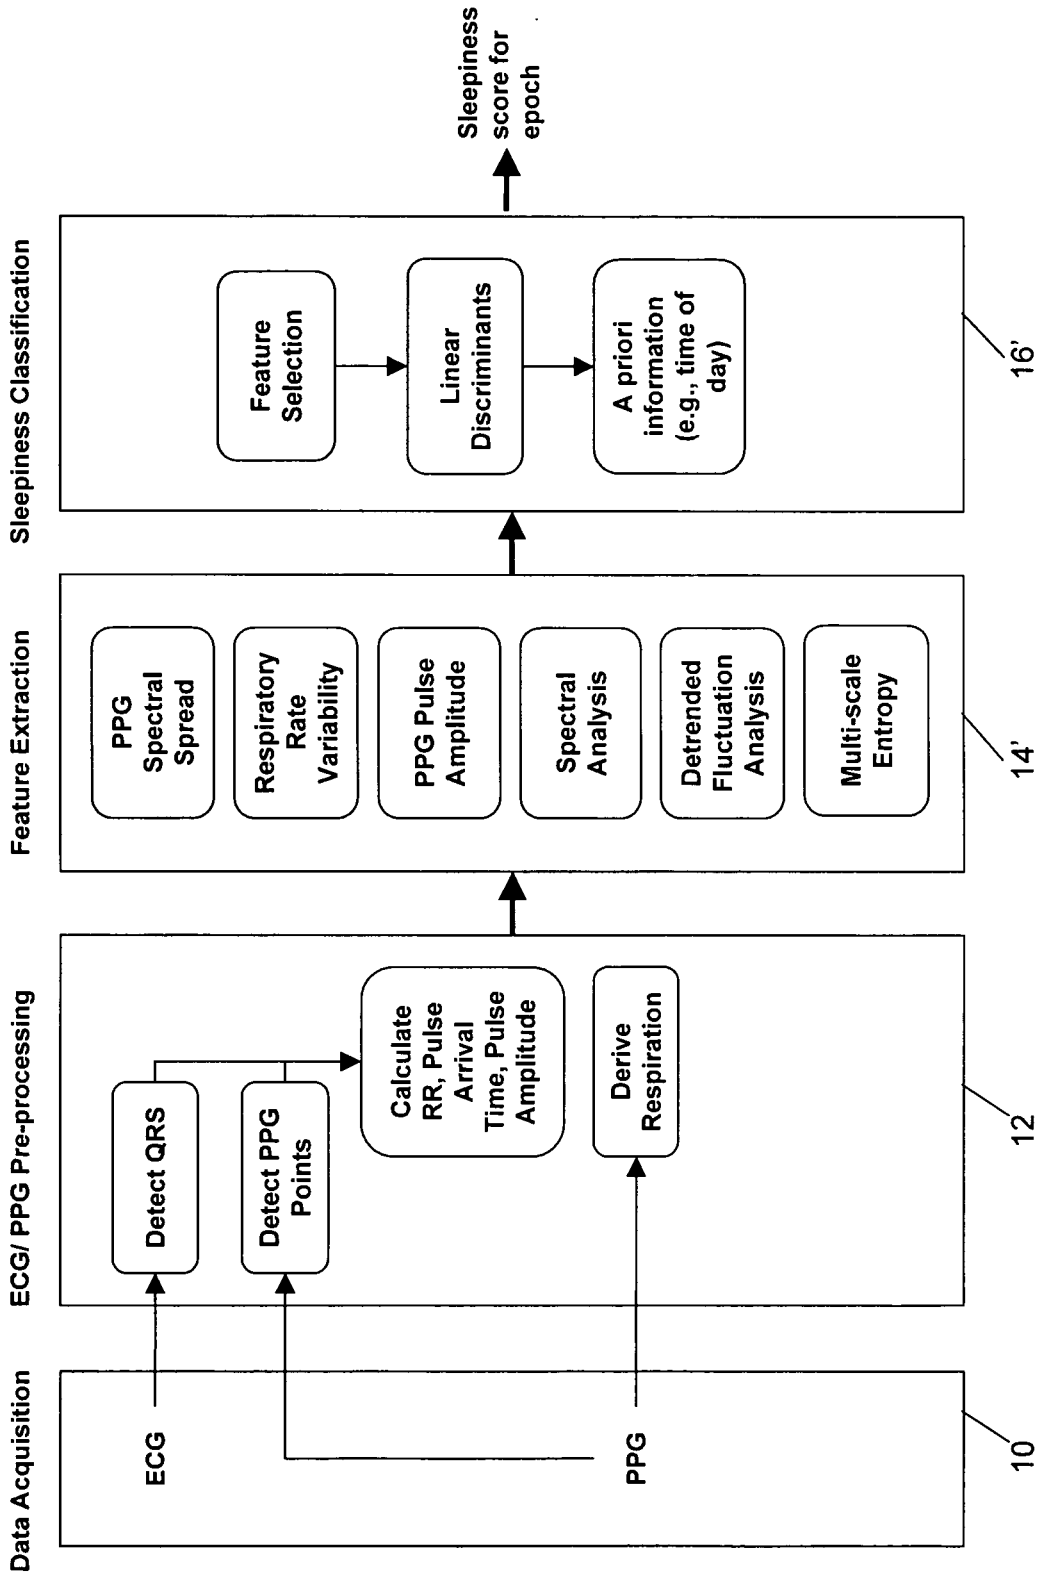 Data Acquisition
ECG
PPG
10
ECG/ PPG Pre-processing
Detect QRS
Detect PPG
Points
Calculate
RR, Pulse
Arrival
Time, Pulse
Amplitude
Derive
Respiration
12
Feature Extraction
PPG
Spectral
Spread
Respiratory
Rate
Variability
PPG Pulse
Amplitude
Spectral
Analysis
Detrended
Fluctuation
Analysis
Multi-scale
Entropy
14'
Sleepiness Classification
Feature
Selection
Linear
Discriminants
A priori
information
(e.g., time of
day)
16'
Sleepiness
score for
epoch